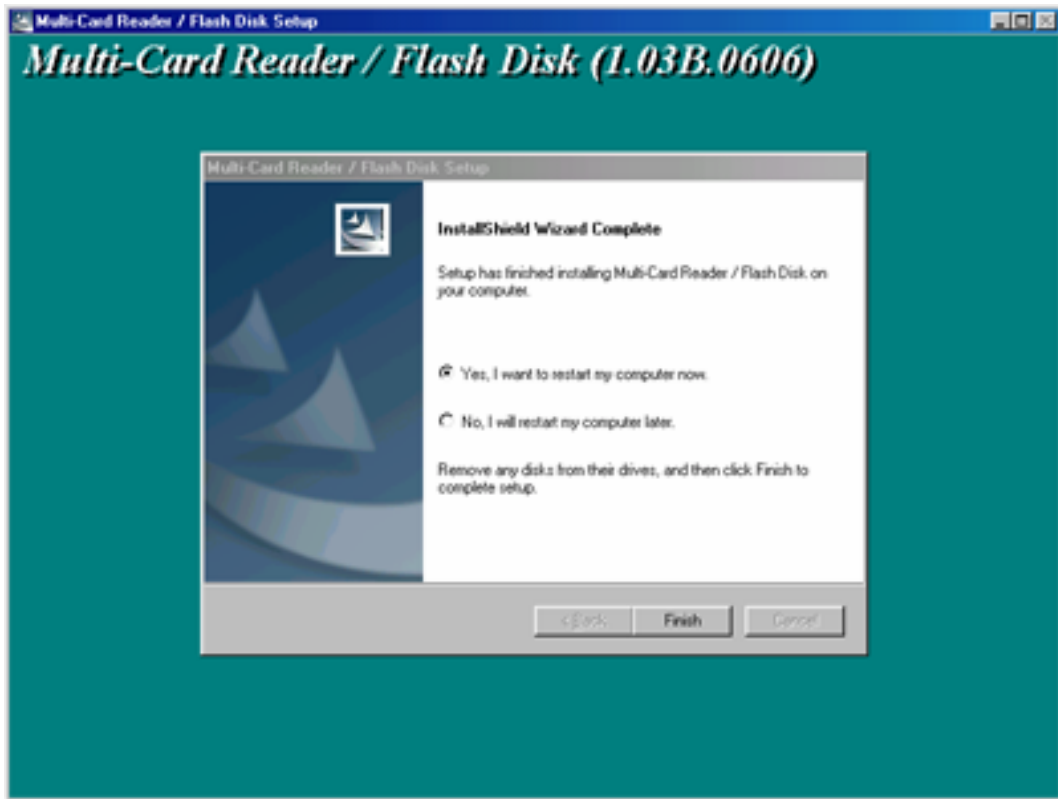 Multi-Card Reader / Flash Disk Setup
Multi-Card Reader / Flash Disk (1.03B.0606)
Multi-Card Reader / Flash Disk Setup
InstallShield Wizard Complete
Setup has finished installing Multi-Card Reader / Flash Disk on
your computer.
Yes, I want to restart my computer now.
No, I will restart my computer later.
Remove any disks from their drives, and then click Finish to
complete setup.
< Back
Finish
Cancel